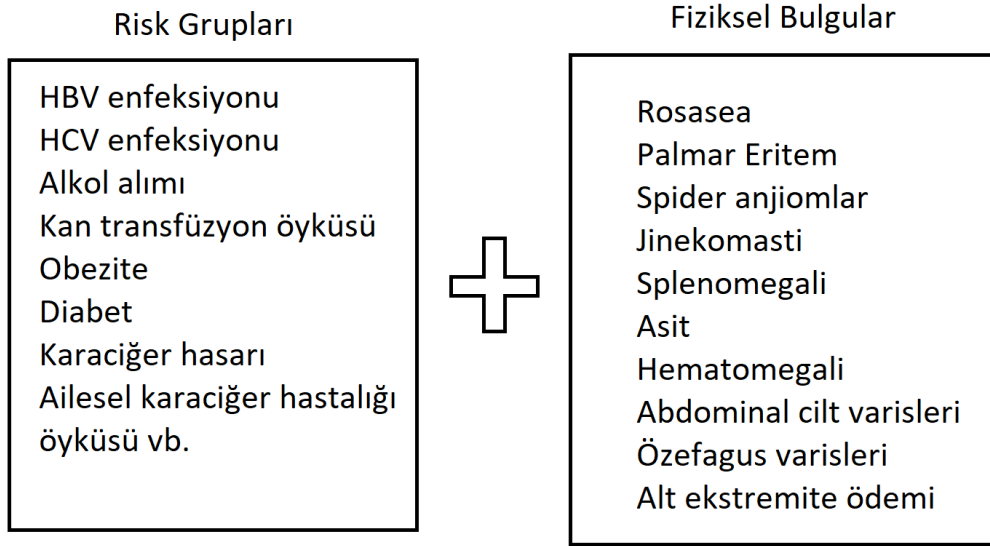 Risk Grupları
HBV enfeksiyonu
HCV enfeksiyonu
Alkol alımı
Kan transfüzyon öyküsü
Obezite
Diabet
Karaciğer hasarı
Ailesel karaciğer hastalığı
öyküsü vb.
Fiziksel Bulgular
Rosasea
Palmar Eritem
Spider anjiomlar
Jinekomasti
Splenomegali
Asit
Hematomegali
Abdominal cilt varisleri
Özefagus varisleri
Alt ekstremite ödemi